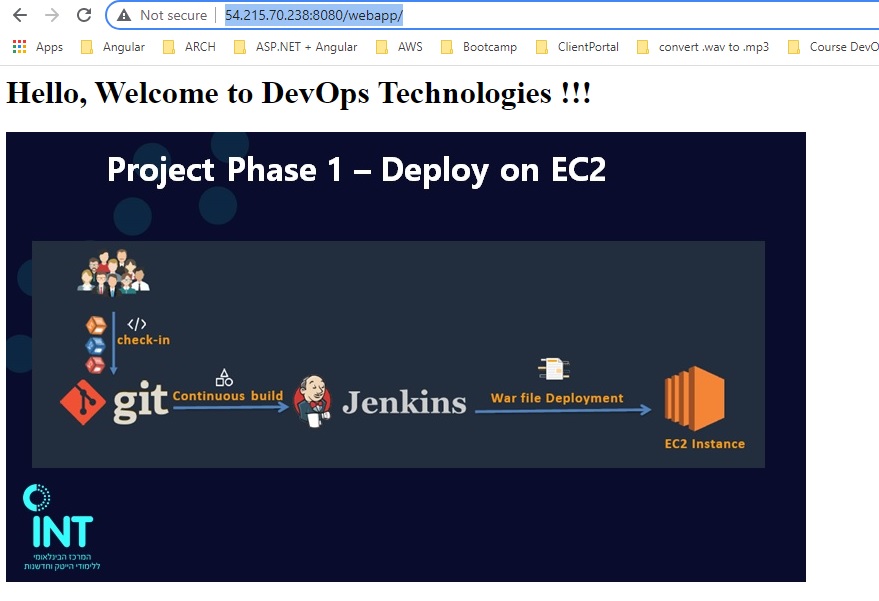 Not secure
54.215.70.238:8080/webapp/
Apps
Angular
ARCH
ASP.NET + Angular
AWS
Bootcamp
ClientPortal
convert .wav to .mp3
Course DevO
Hello, Welcome to DevOps Technologies !!!
Project Phase 1 – Deploy on EC2
</>
check-in
git
Continuous build
Jenkins
War file Deployment
EC2 Instance
INT
המרכז הבינלאומי
ללימודי הייטק וחדשנות